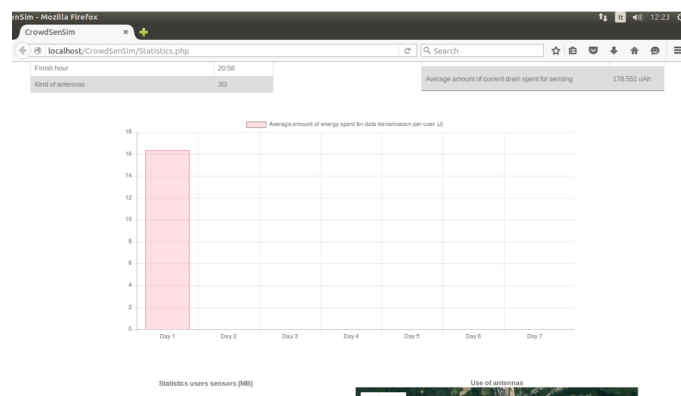 nSim - Mozilla Firefox
12:23
CrowdSenSim
localhost/CrowdSenSim/Statistics.php
Search
Finish hour 20:56
Kind of antennas 3G
Average amount of current drain spent for sensing 178.551 uAh
Average amount of energy spent for data transmission per-user (J)
18
16
14
12
10
8
6
4
2
0
Day 1 Day 2 Day 3 Day 4 Day 5 Day 6 Day 7
Statistics users sensors (MB) Use of antennas